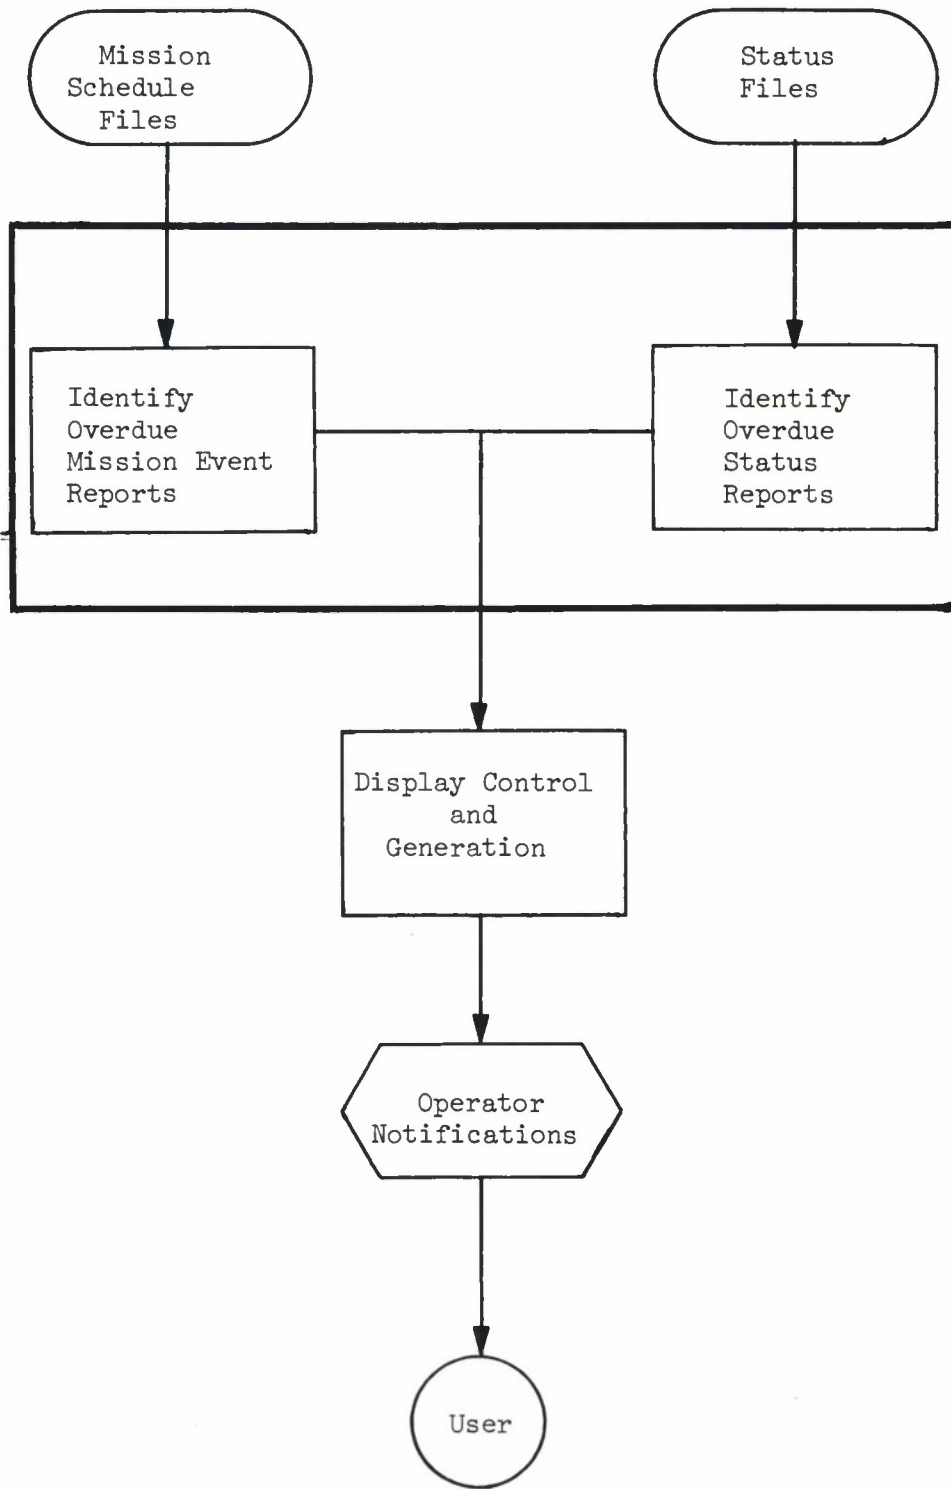 Mission
Schedule
Files
Status
Files
Identify
Overdue
Mission Event
Reports
Identify
Overdue
Status
Reports
Display Control
and
Generation
Operator
Notifications
User